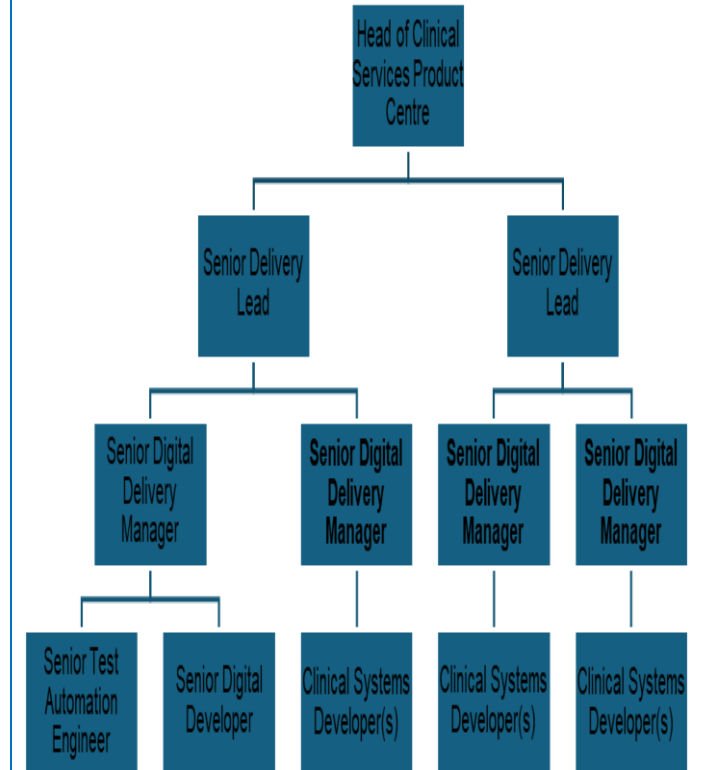 Head of Clinical
Services Product
Centre
Senior Delivery
Lead
Senior Delivery
Lead
Senior Digital
Delivery
Manager
Senior Digital
Delivery
Manager
Senior Digital
Delivery
Manager
Senior Digital
Delivery
Manager
Senior Test
Automation
Engineer
Senior Digital
Developer
Clinical Systems
Developer(s)
Clinical Systems
Developer(s)
Clinical Systems
Developer(s)